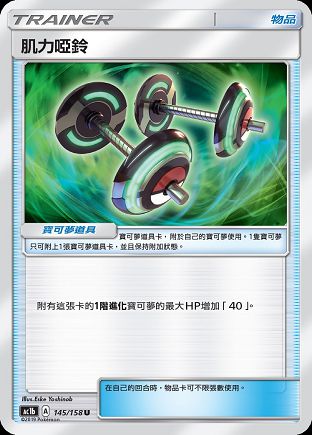 TRAINER
物品
肌力啞鈴
寶可夢道具
寶可夢道具卡，附於自己的寶可夢使用。1隻寶可夢
只可附上1張寶可夢道具，並且保持附加狀態。
附有這張卡的1階進化寶可夢的最大HP增加「40」。
在自己的回合時，物品卡可不限張數使用。
Illus.Eske Yoshinob
AC1b A 145/158 U
©2019 Pokémon